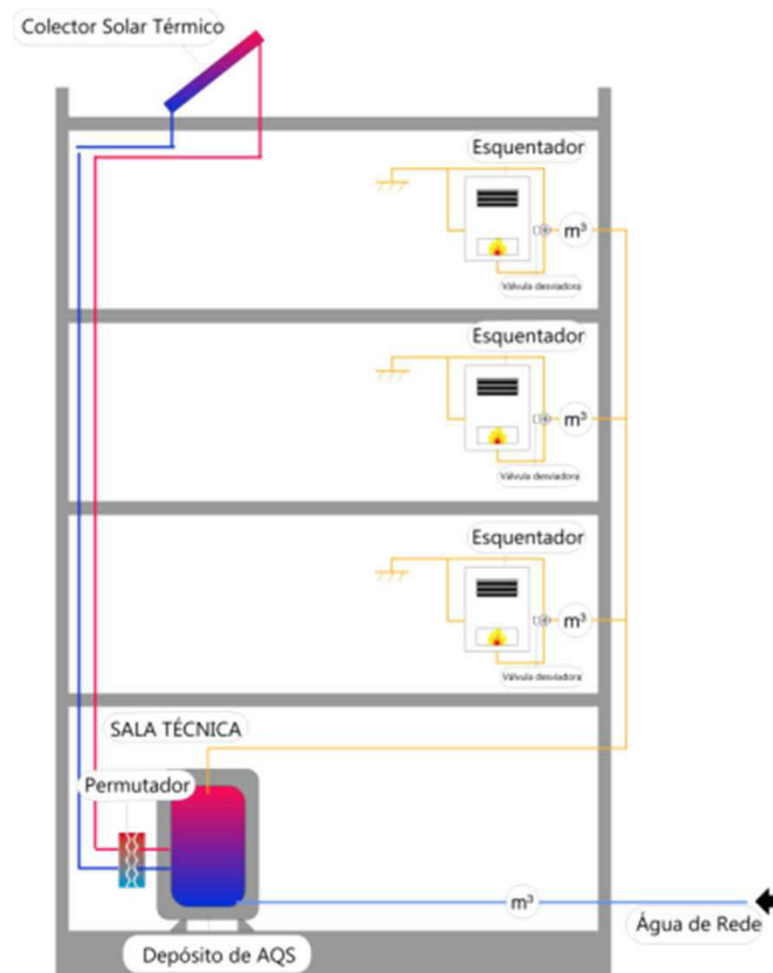 Colector Solar Térmico
Esquentador
m³
Válvula desviadora
Esquentador
m³
Válvula desviadora
Esquentador
m³
Válvula desviadora
SALA TÉCNICA
Permutador
m³
Água de Rede
Depósito de AQS